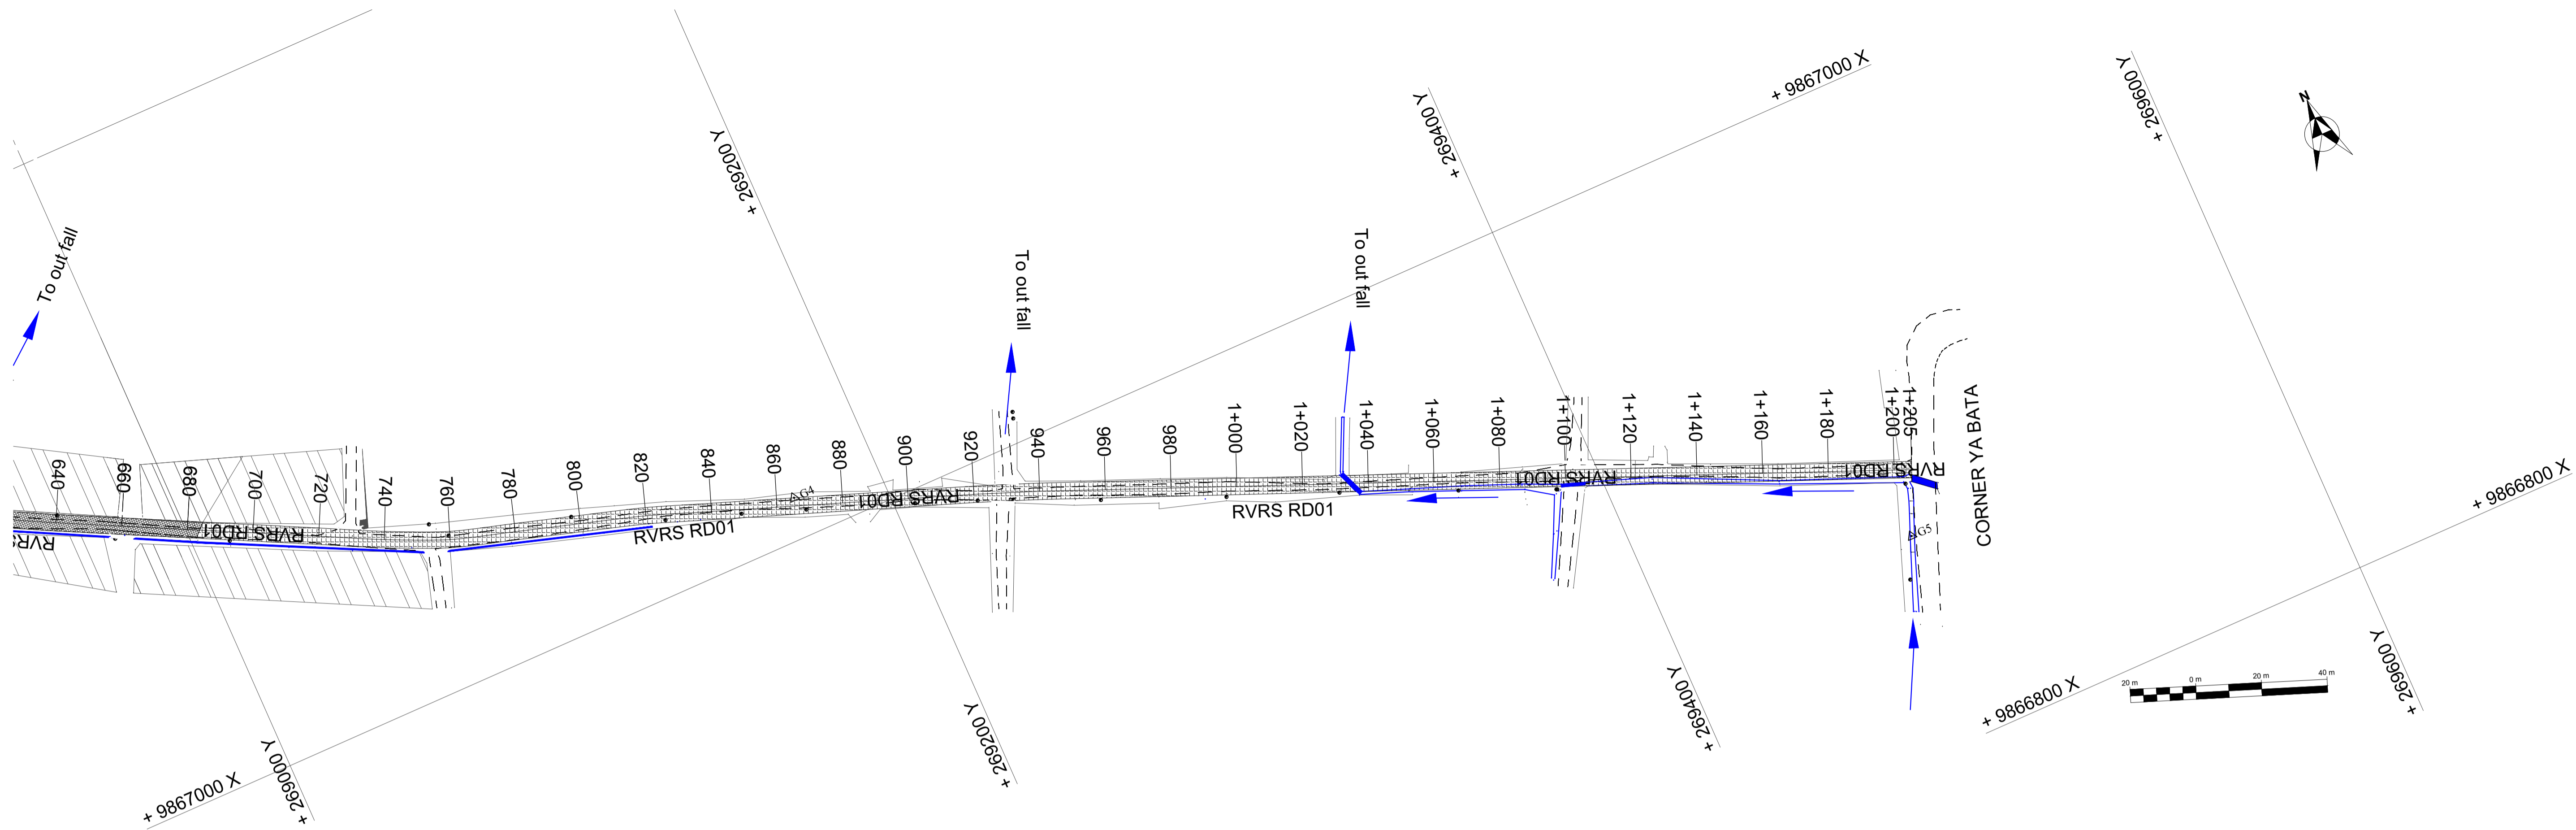 + 9867000 X
+ 269600 Y
+ 269400 Y
+ 269200 Y
N
To out fall
To out fall
To out fall
640
660
680
700
720
740
760
780
800
820
840
860
880
900
920
940
960
980
1+000
1+020
1+040
1+060
1+080
1+100
1+120
1+140
1+160
1+180
1+200
1+205
G4
RVRS
RVRS RD01
RVRS RD01
RVRS RD01
RVRS RD01
RVRS RD01
RVRS RD01
G5
CORNER YA BATA
+ 9866800 X
+ 9866800 X
20 m
0 m
20 m
40 m
+ 269600 Y
+ 269400 Y
+ 269200 Y
+ 269000 Y
+ 9867000 X